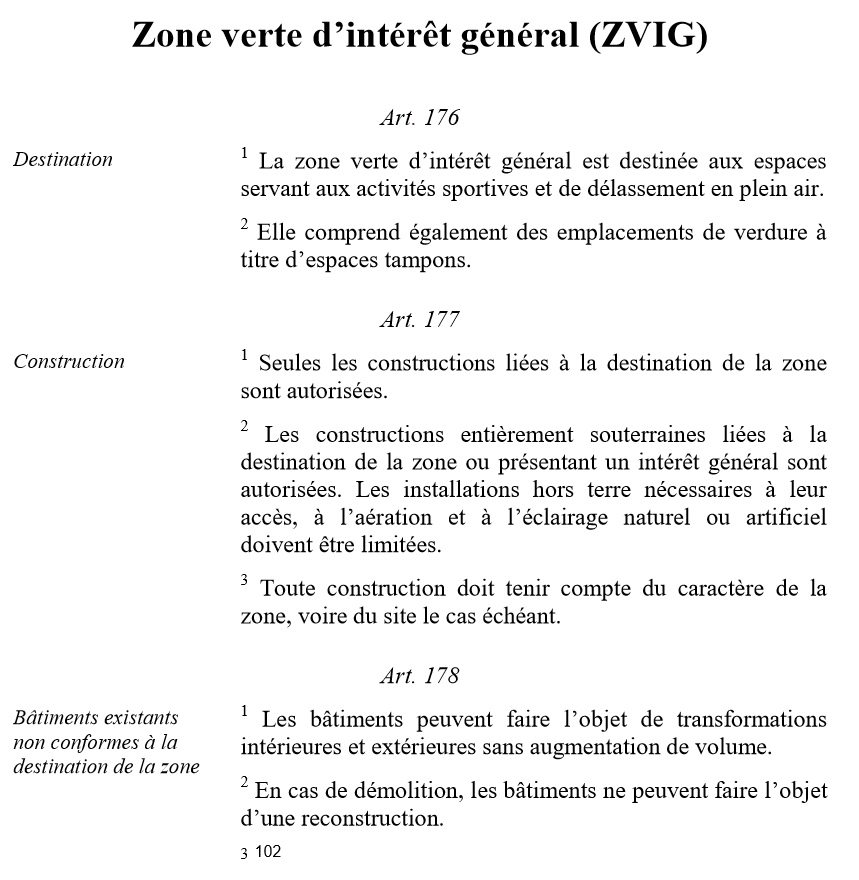 Zone verte d’intérêt général (ZVIG)
Art. 176
Destination
1 La zone verte d’intérêt général est destinée aux espaces
servant aux activités sportives et de délassement en plein air.
2 Elle comprend également des emplacements de verdure à
titre d’espaces tampons.
Art. 177
Construction
1 Seules les constructions liées à la destination de la zone
sont autorisées.
2 Les constructions entièrement souterraines liées à la
destination de la zone ou présentant un intérêt général sont
autorisées. Les installations hors terre nécessaires à leur
accès, à l’aération et à l’éclairage naturel ou artificiel
doivent être limitées.
3 Toute construction doit tenir compte du caractère de la
zone, voire du site le cas échéant.
Art. 178
Bâtiments existants
non conformes à la
destination de la zone
1 Les bâtiments peuvent faire l’objet de transformations
intérieures et extérieures sans augmentation de volume.
2 En cas de démolition, les bâtiments ne peuvent faire l’objet
d’une reconstruction.
3 102